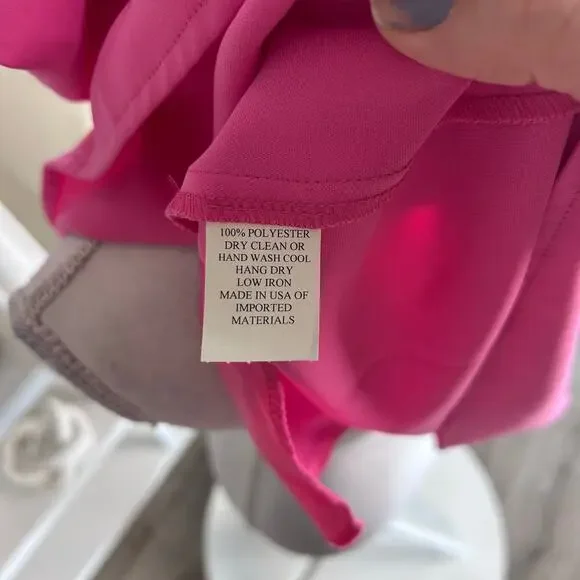 100% POLYESTER
DRY CLEAN OR
HAND WASH COOL
HANG DRY
LOW IRON
MADE IN USA OF
IMPORTED
MATERIALS